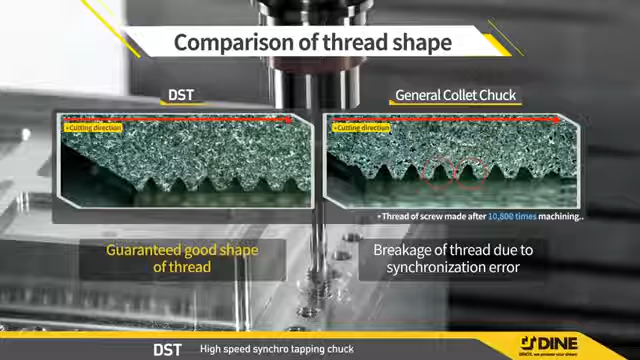 Comparison of thread shape
DST
General Collet Chuck
• Cutting direction
• Cutting direction
• Thread of screw made after 10,800 times machining..
Guaranteed good shape
of thread
Breakage of thread due to
synchronization error
DST High speed synchro tapping chuck
DINE